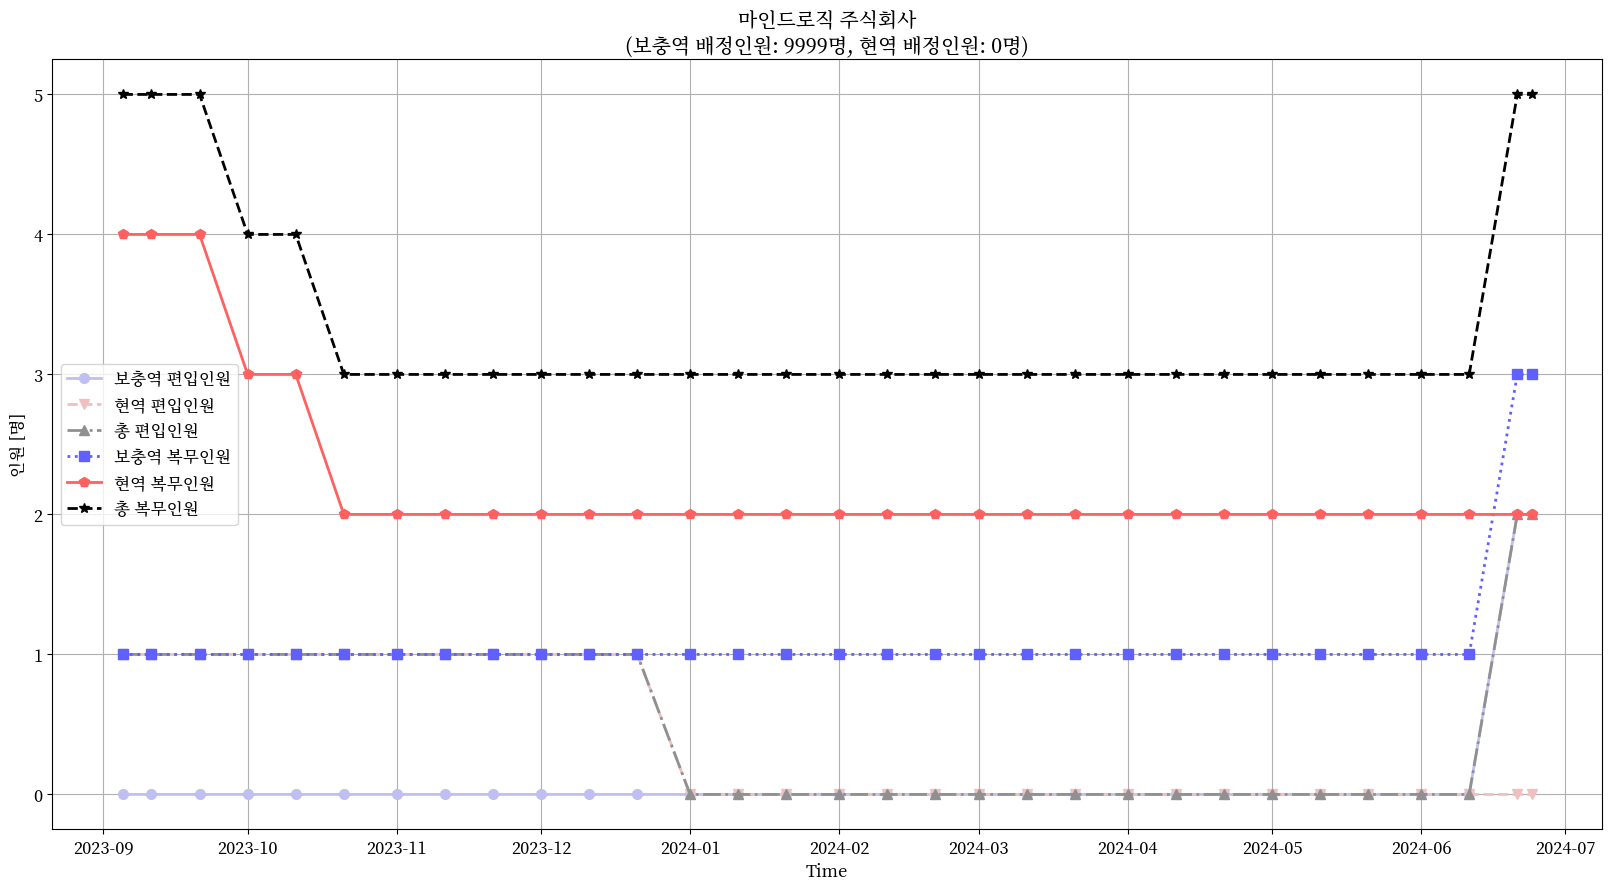 마인드로직 주식회사
(보충역 배정인원: 9999명, 현역 배정인원: 0명)
5
4
3
2
1
0
인원 [명]
보충역 편입인원
현역 편입인원
총 편입인원
보충역 복무인원
현역 복무인원
총 복무인원
2023-09 2023-10 2023-11 2023-12 2024-01 2024-02 2024-03 2024-04 2024-05 2024-06 2024-07
Time